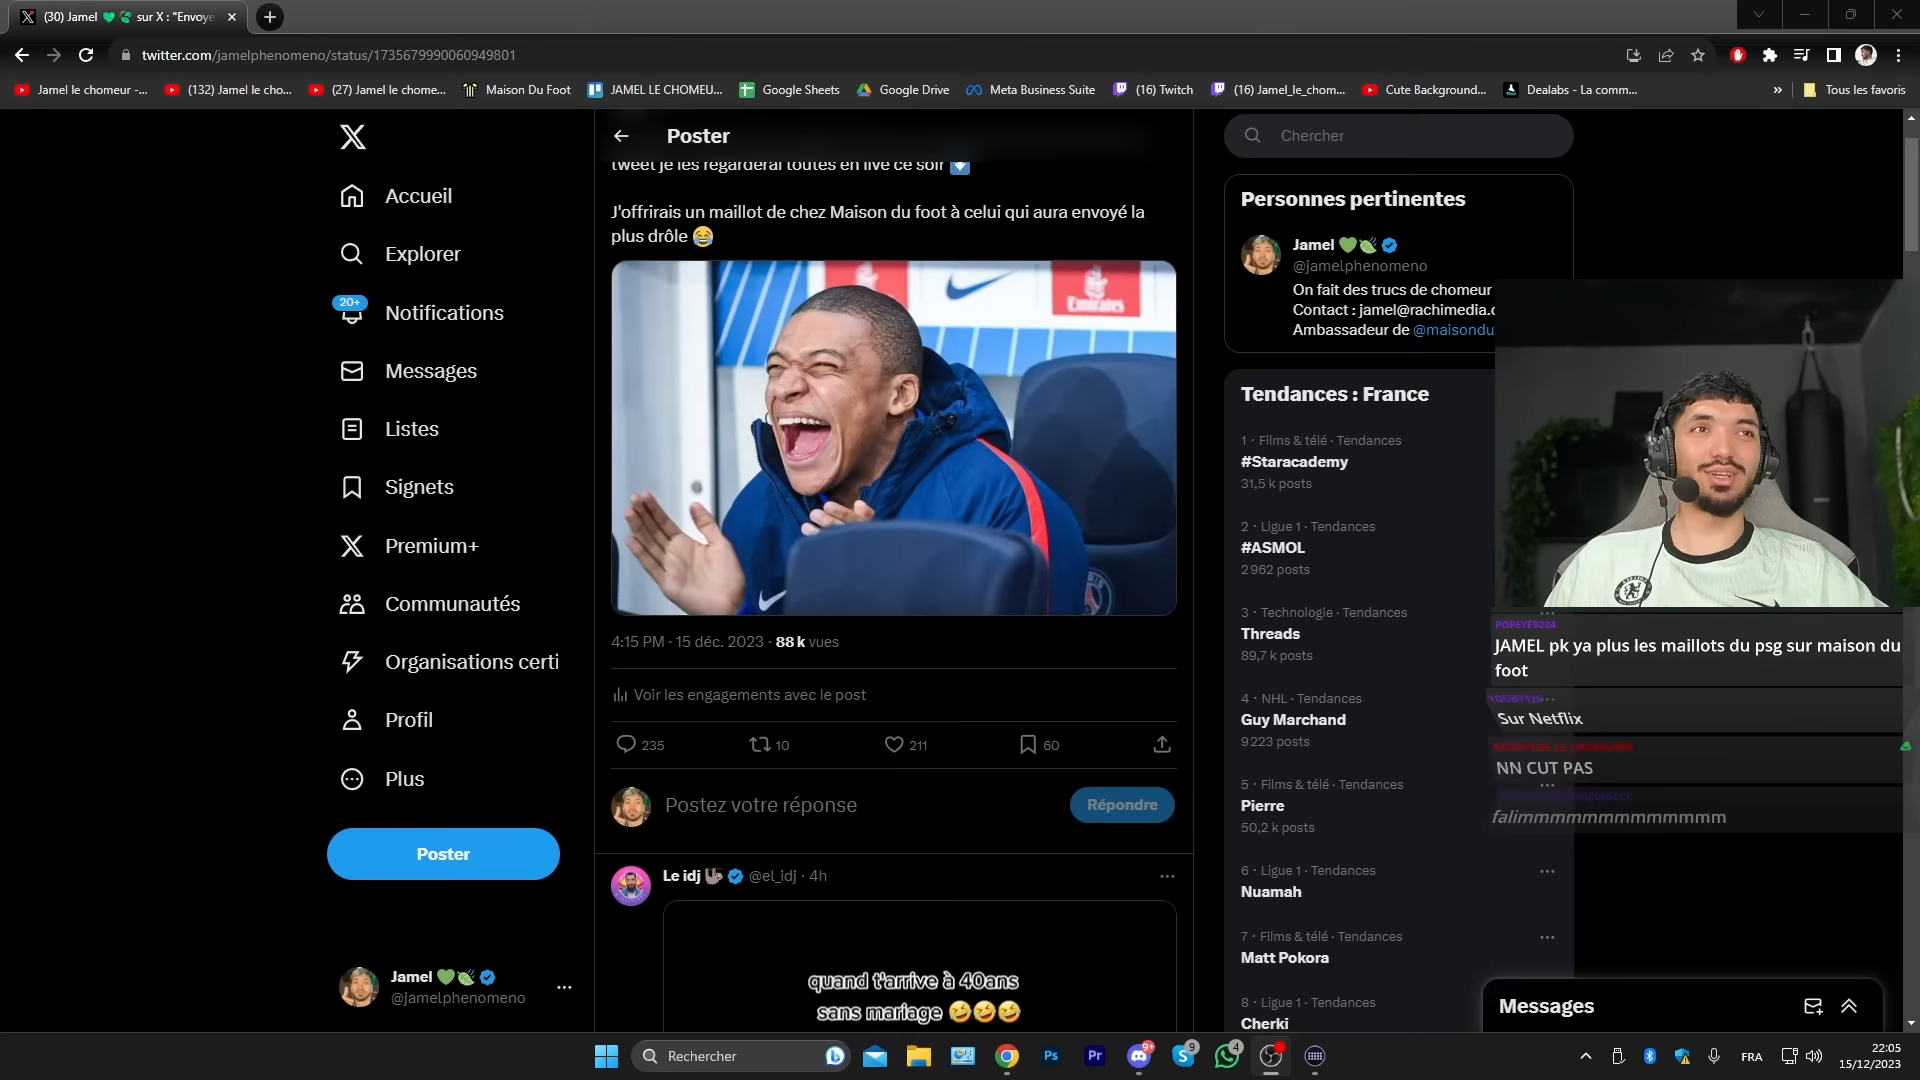 (30) Jamel 💚🍃 sur X : "Envoye
twitter.com/jamelphenomeno/status/1735679990060949801
Jamel le chomeur -...
(132) Jamel le cho...
(27) Jamel le chome...
Maison Du Foot
JAMEL LE CHOMEU...
Google Sheets
Google Drive
Meta Business Suite
(16) Twitch
(16) Jamel_le_chom...
Cute Background...
Dealabs - La comm...
Tous les favoris
Accueil
Explorer
20+
Notifications
Messages
Listes
Signets
Premium+
Communautés
Organisations certi
Profil
Plus
Poster
Jamel 💚🍃
@jamelphenomeno
Poster
tweet je les regarderai toutes en live ce soir ⬇️
J'offrirais un maillot de chez Maison du foot à celui qui aura envoyé la
plus drôle 😂
Emirates
4:15 PM · 15 déc. 2023 · 88 k vues
Voir les engagements avec le post
235
10
211
60
Postez votre réponse
Répondre
Le idj 🦥 @el_idj · 4h
quand t'arrive à 40ans
sans mariage 🤣🤣🤣
Chercher
Personnes pertinentes
Jamel 💚🍃
@jamelphenomeno
On fait des trucs de chomeur
Contact : jamel@rachimedia.c
Ambassadeur de @maisondu
Tendances : France
1 · Films & télé · Tendances
#Staracademy
31,5 k posts
2 · Ligue 1 · Tendances
#ASMOL
2 962 posts
3 · Technologie · Tendances
Threads
89,7 k posts
4 · NHL · Tendances
Guy Marchand
9 223 posts
5 · Films & télé · Tendances
Pierre
50,2 k posts
6 · Ligue 1 · Tendances
Nuamah
7 · Films & télé · Tendances
Matt Pokora
8 · Ligue 1 · Tendances
Cherki
POPEYE9224
JAMEL pk ya plus les maillots du psg sur maison du
foot
Sur Netflix
NN CUT PAS
falimmmmmmmmmmmmm
Messages
Rechercher
Ps
Pr
9+
9
4
FRA
22:05
15/12/2023